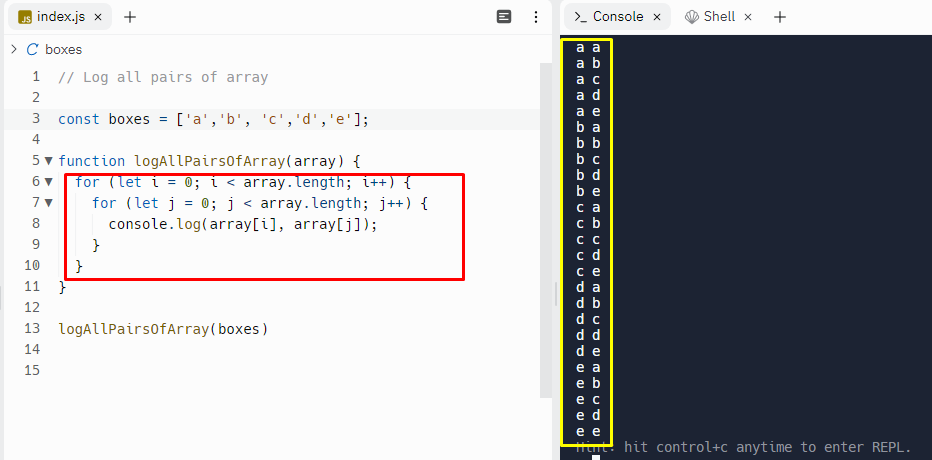 JS index.js × +
boxes
1 // Log all pairs of array
2
3 const boxes = ['a','b', 'c','d','e'];
4
5 function logAllPairsOfArray(array) {
6 for (let i = 0; i < array.length; i++) {
7 for (let j = 0; j < array.length; j++) {
8 console.log(array[i], array[j]);
9 }
10 }
11 }
12
13 logAllPairsOfArray(boxes)
14
15
>_ Console × Shell × +
a a
a b
a c
a d
a e
b a
b b
b c
b d
b e
c a
c b
c c
c d
c e
d a
d b
d c
d d
d e
e a
e b
e c
e d
e e
Hint: hit control+c anytime to enter REPL.